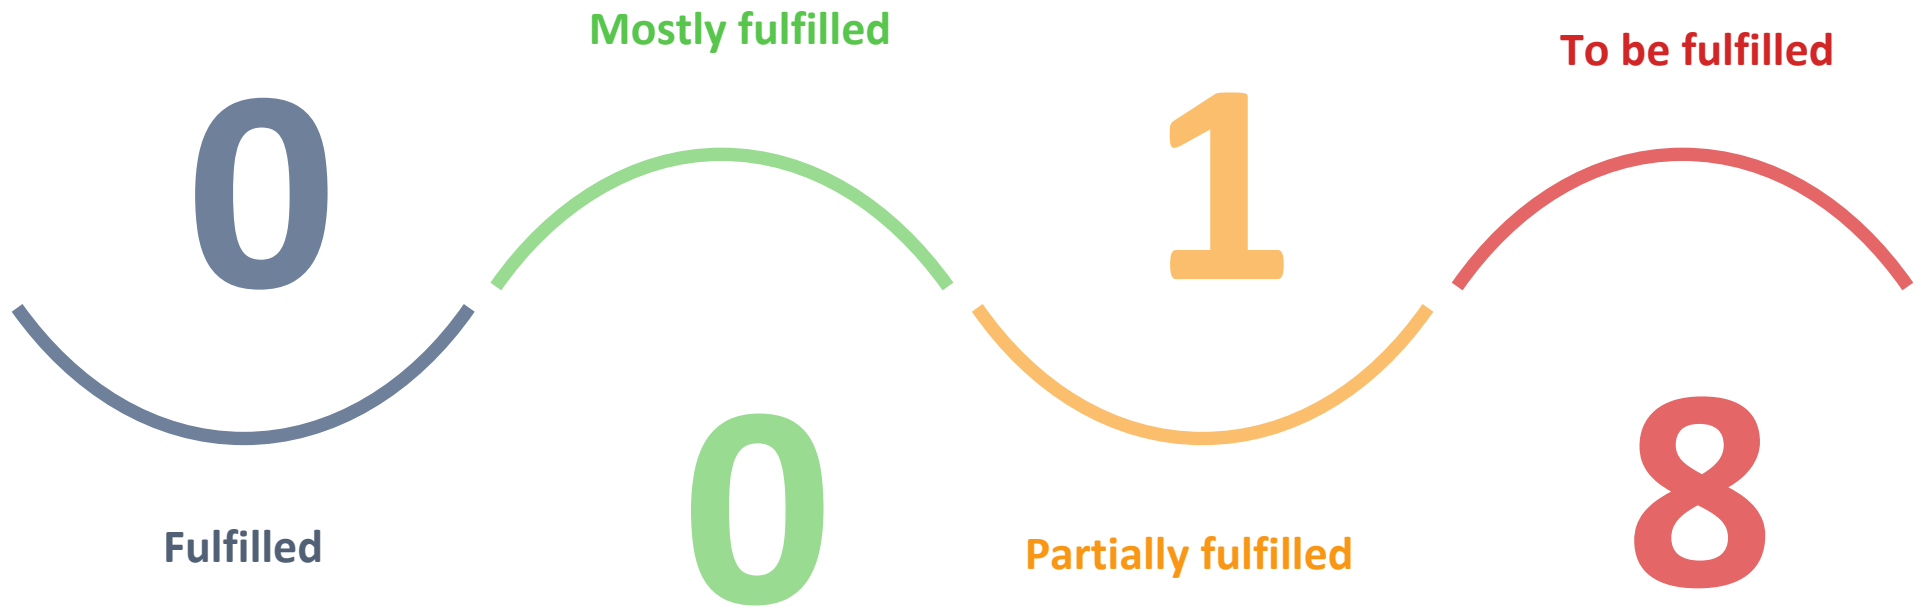 Mostly fulfilled
To be fulfilled
0
1
0
8
Fulfilled
Partially fulfilled